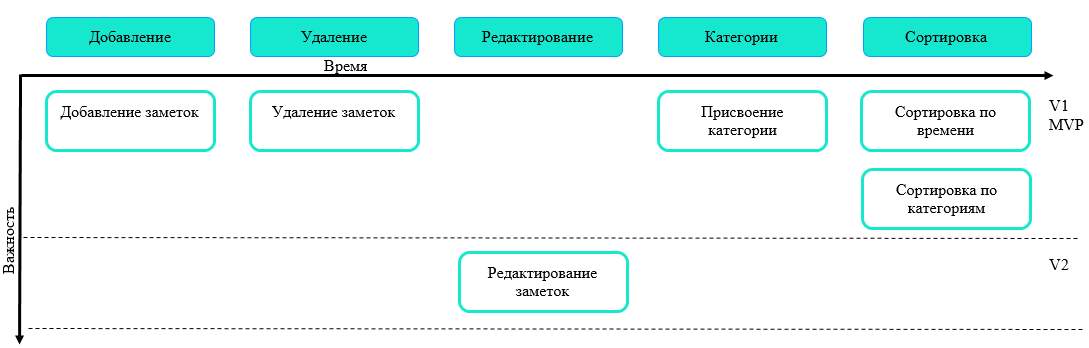 Добавление
Удаление
Редактирование
Категории
Сортировка
Время
Добавление заметок
Удаление заметок
Присвоение
категории
Сортировка по
времени
V1
MVP
Сортировка по
категориям
Важность
Редактирование
заметок
V2